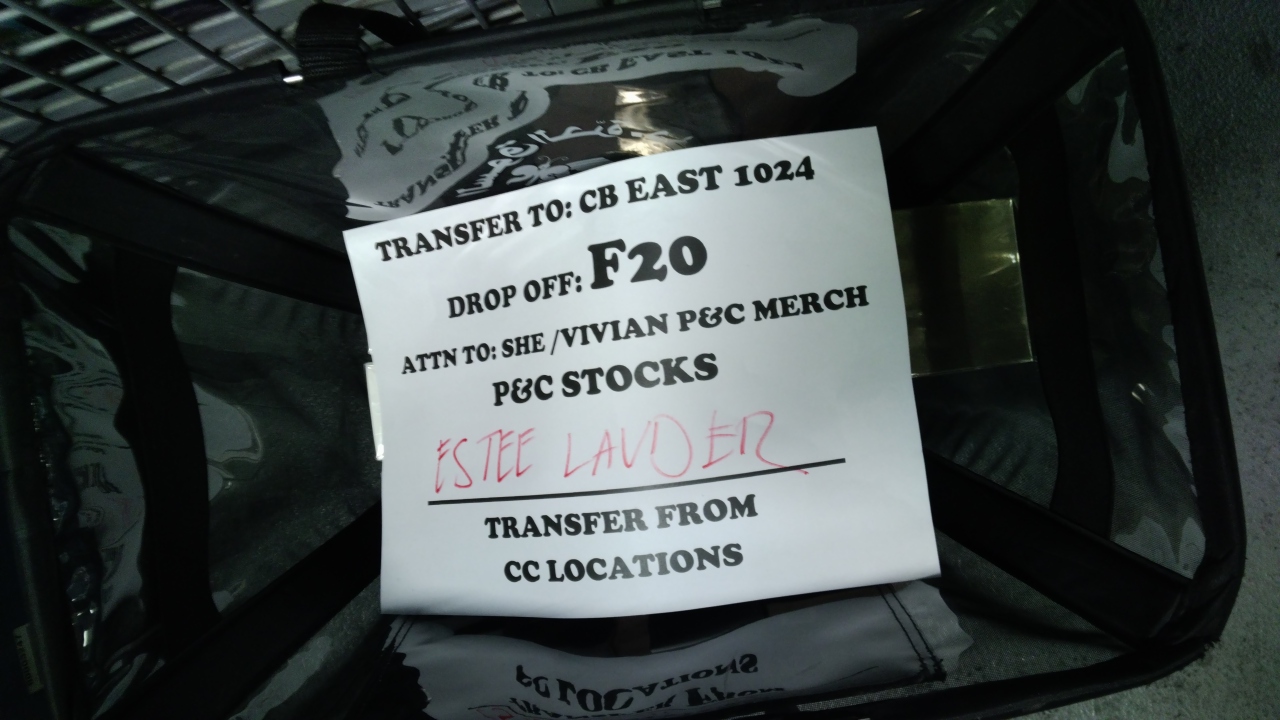 TRANSFER TO: CB EAST 1024
DROP OFF: F20
ATTN TO: SHE /VIVIAN P&C MERCH
P&C STOCKS
ESTEE LAUDER
TRANSFER FROM
CC LOCATIONS